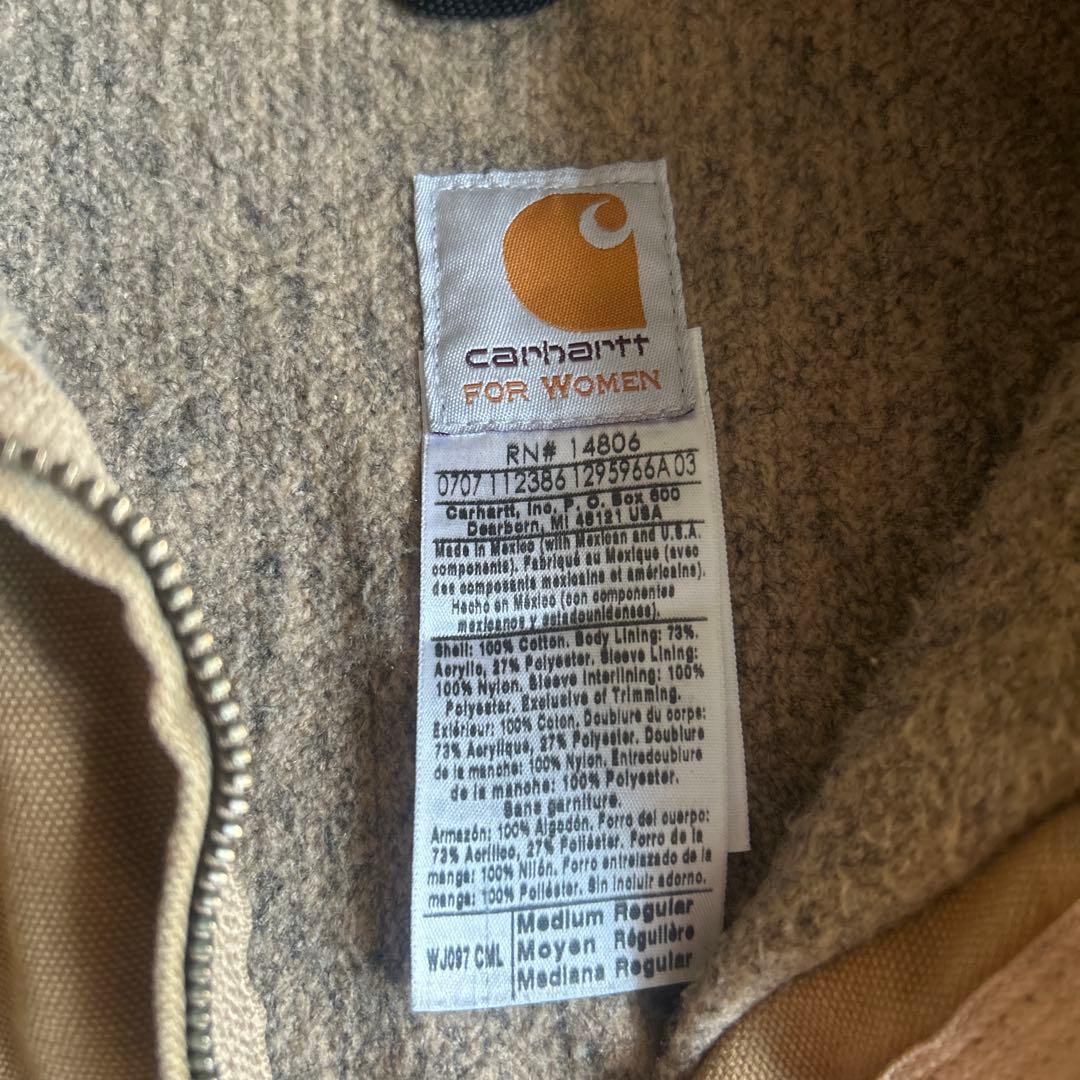 carhartt
FOR WOMEN
RN# 14806
0707 112386 1295966A 03
Carhartt, Inc. P. O. Box 600
Dearborn, MI 48121 USA
Made in Mexico (with Mexican and U.S.A.
components). Fabriqué au Mexique (avec
des composants mexicains et américains).
Hecho en México (con componentes
mexicanos y estadounidenses).
Shell: 100% Cotton. Body Lining: 73%
Acrylic, 27% Polyester. Sleeve Lining:
100% Nylon. Sleeve Interlining: 100%
Polyester. Exclusive of Trimming.
Extérieur: 100% Coton. Doublure du corps:
73% Acrylique, 27% Polyester. Doublure
de la manche: 100% Nylon. Entredoublure
de la manche: 100% Polyester.
Sans garniture.
Armazón: 100% Algodón. Forro del cuerpo:
73% Acrílico, 27% Poliéster. Forro de la
manga: 100% Nilón. Forro entrelazado de la
manga: 100% Poliéster. Sin incluir adorno.
WJ097 CML
Medium Regular
Moyen Régulière
Mediana Regular